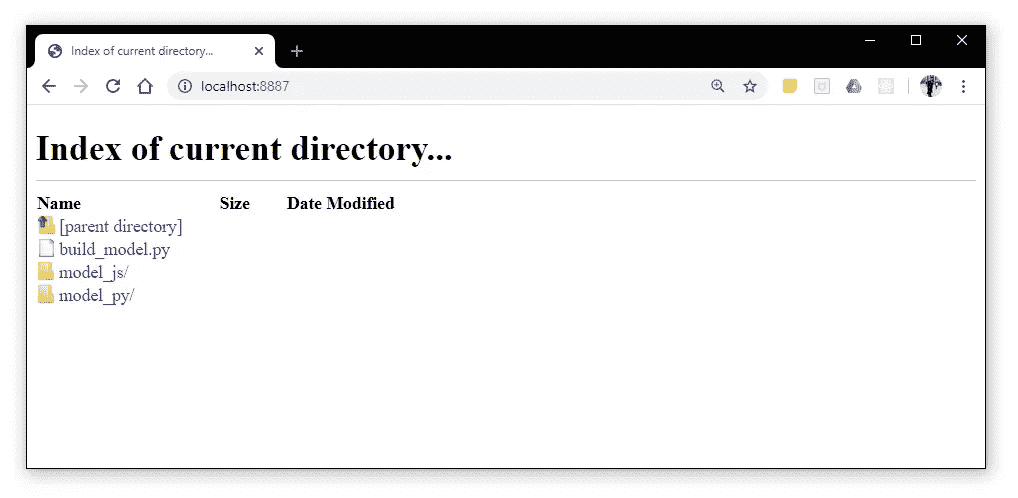 Index of current directory...
localhost:8887
Index of current directory...
Name Size Date Modified
[parent directory]
build_model.py
model_js/
model_py/